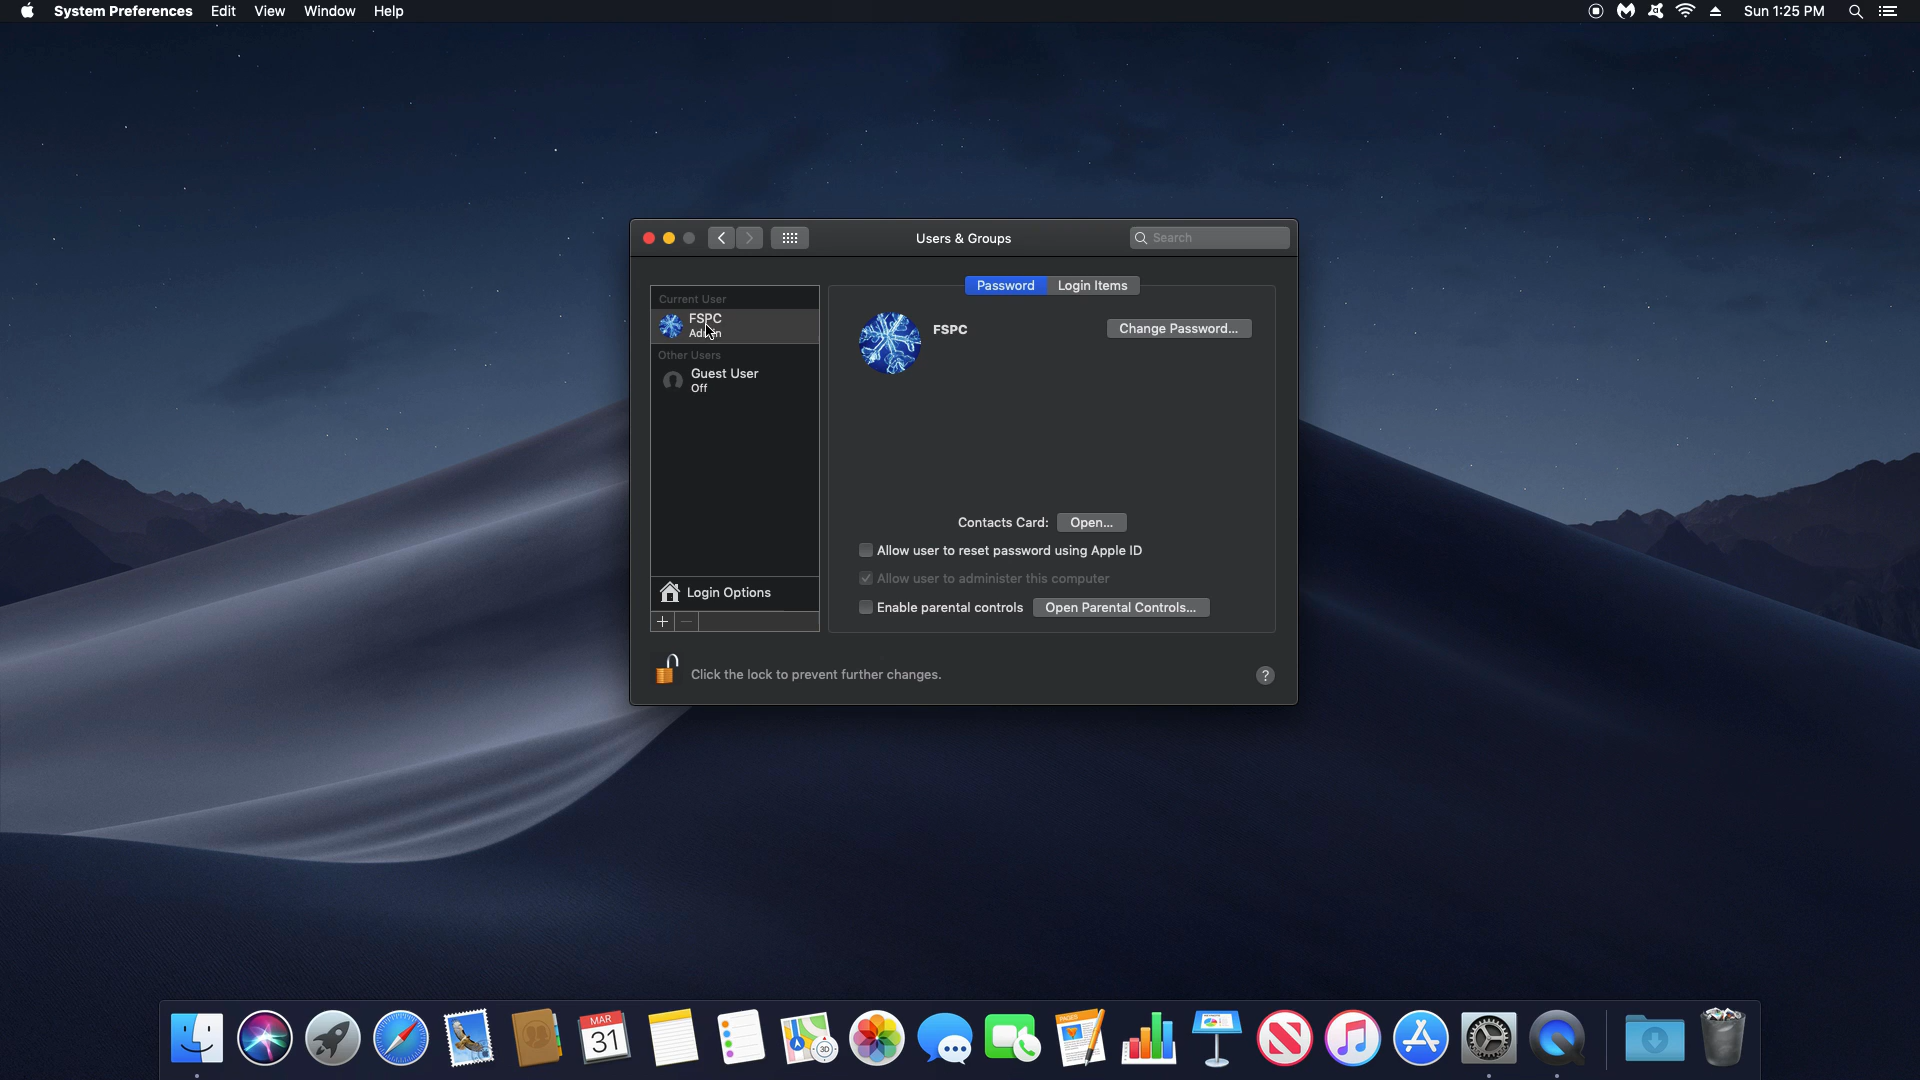 System Preferences Edit View Window Help
Sun 1:25 PM
Users & Groups
Search
Password Login Items
Current User
FSPC
Admin
Other Users
Guest User
Off
Login Options
FSPC
Change Password...
Contacts Card: Open...
Allow user to reset password using Apple ID
Allow user to administer this computer
Enable parental controls Open Parental Controls...
Click the lock to prevent further changes.
?
MAR
31
3D
PAGES